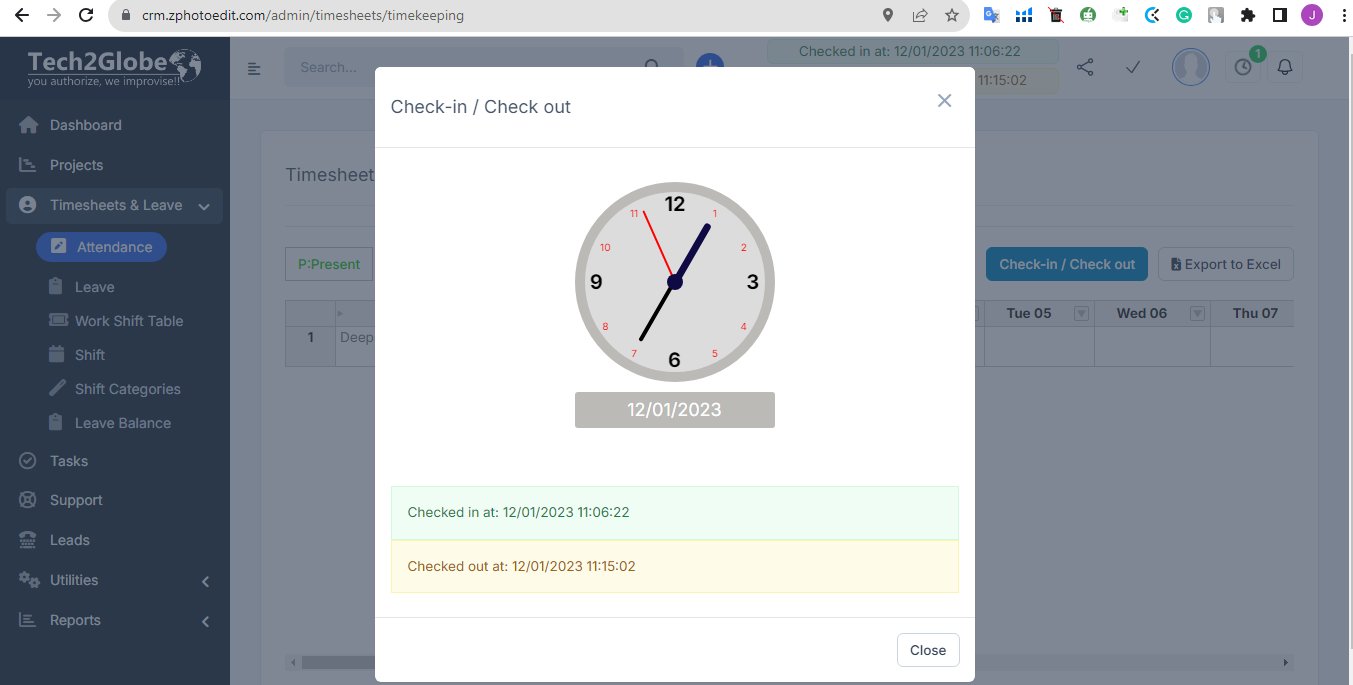 crm.zphotoedit.com/admin/timesheets/timekeeping
J
Tech2Globe
you authorize, we improvise!!
Search...
Checked in at: 12/01/2023 11:06:22
11:15:02
1
Dashboard
Projects
Timesheets & Leave
Attendance
Leave
Work Shift Table
Shift
Shift Categories
Leave Balance
Tasks
Support
Leads
Utilities
Reports
Timesheet
P:Present
Check-in / Check out
Export to Excel
Tue 05
Wed 06
Thu 07
1
Deep
Check-in / Check out
12
1
2
3
4
5
6
7
8
9
10
11
12/01/2023
Checked in at: 12/01/2023 11:06:22
Checked out at: 12/01/2023 11:15:02
Close